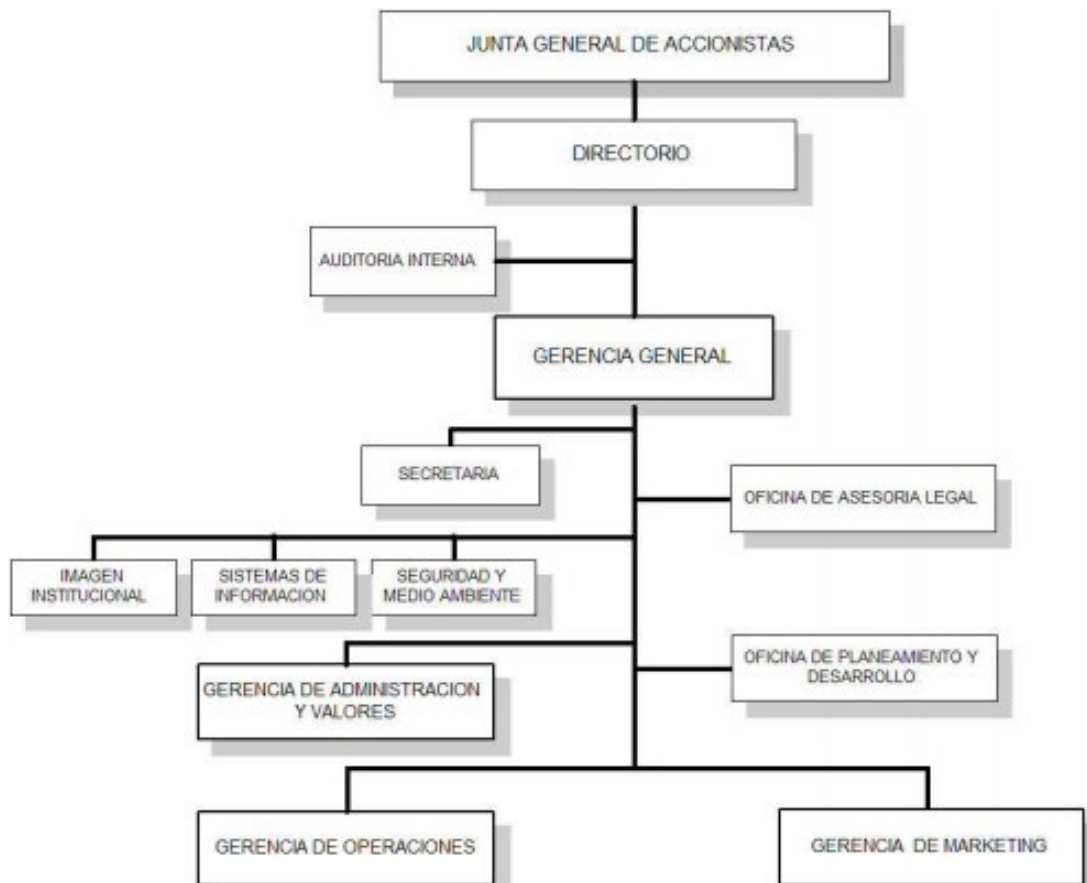 JUNTA GENERAL DE ACCIONISTAS
DIRECTORIO
AUDITORIA INTERNA
GERENCIA GENERAL
SECRETARIA
OFICINA DE ASESORIA LEGAL
IMAGEN
INSTITUCIONAL
SISTEMAS DE
INFORMACION
SEGURIDAD Y
MEDIO AMBIENTE
OFICINA DE PLANEAMIENTO Y
DESARROLLO
GERENCIA DE ADMINISTRACION
Y VALORES
GERENCIA DE OPERACIONES
GERENCIA DE MARKETING